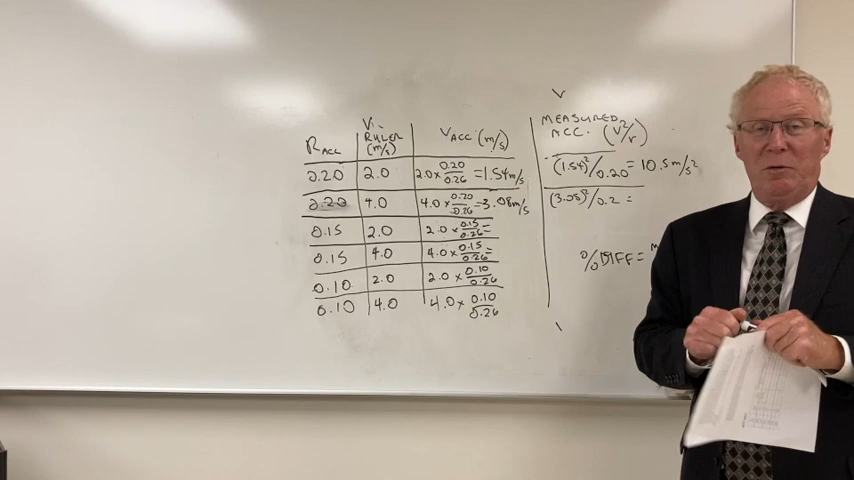 V
R ACC
V in RULER (m/s)
V ACC. (m/s)
MEASURED ACC. (V²/r)
0.20 2.0 2.0 x 0.20/0.26 = 1.54 m/s (1.54)²/0.20 = 10.5 m/s²
0.20 4.0 4.0 x 0.20/0.26 = 3.08 m/s (3.08)²/0.2 =
0.15 2.0 2.0 x 0.15/0.26 =
0.15 4.0 4.0 x 0.15/0.26 =
% DIFF = M
0.10 2.0 2.0 x 0.10/0.26
0.10 4.0 4.0 x 0.10/0.26